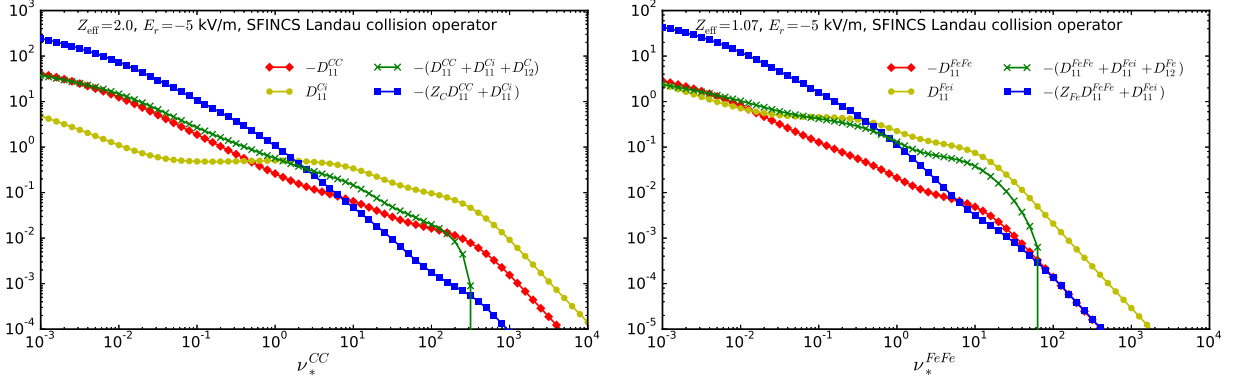 Z_eff=2.0, E_r=−5 kV/m, SFINCS Landau collision operator
−D_11^CC
D_11^Ci
−(D_11^CC+D_11^Ci+D_12^C)
−(Z_C D_11^CC+D_11^Ci)
10^3
10^2
10^1
10^0
10^-1
10^-2
10^-3
10^-4
10^-3 10^-2 10^-1 10^0 10^1 10^2 10^3 10^4
ν_*^CC
Z_eff=1.07, E_r=−5 kV/m, SFINCS Landau collision operator
−D_11^FeFe
D_11^Fei
−(D_11^FeFe+D_11^Fei+D_12^Fe)
−(Z_Fe D_11^FeFe+D_11^Fei)
10^2
10^1
10^0
10^-1
10^-2
10^-3
10^-4
10^-5
10^-3 10^-2 10^-1 10^0 10^1 10^2 10^3 10^4
ν_*^FeFe